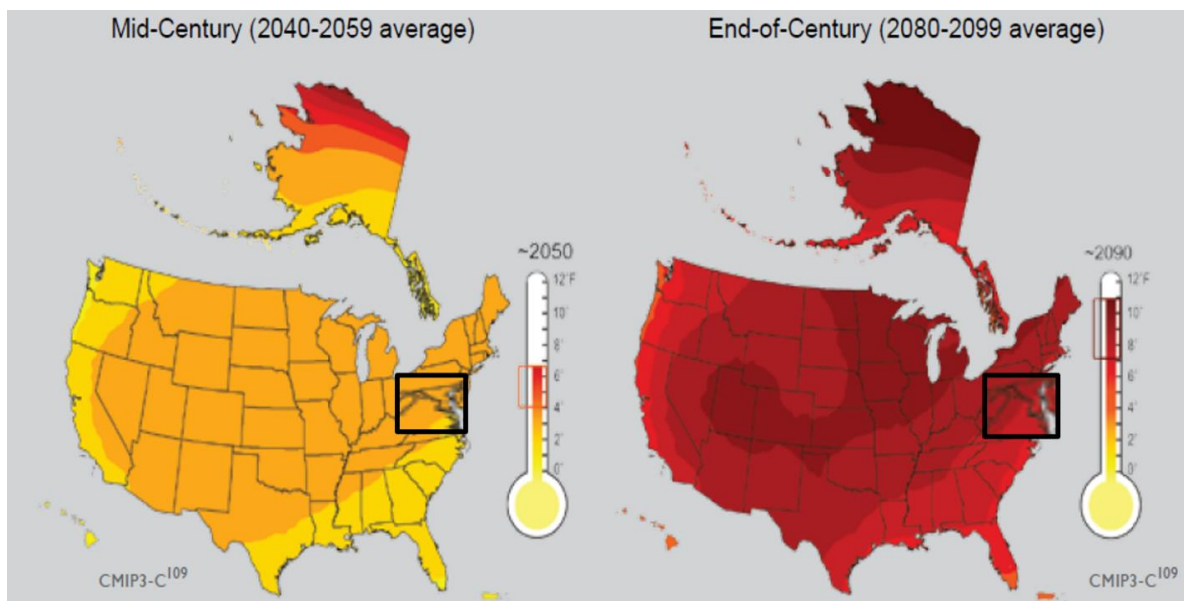 Mid-Century (2040-2059 average)
End-of-Century (2080-2099 average)
~2050
12°F
10°
8°
6°
4°
2°
0°
~2090
12°F
10°
8°
6°
4°
2°
0°
CMIP3-C109
CMIP3-C109